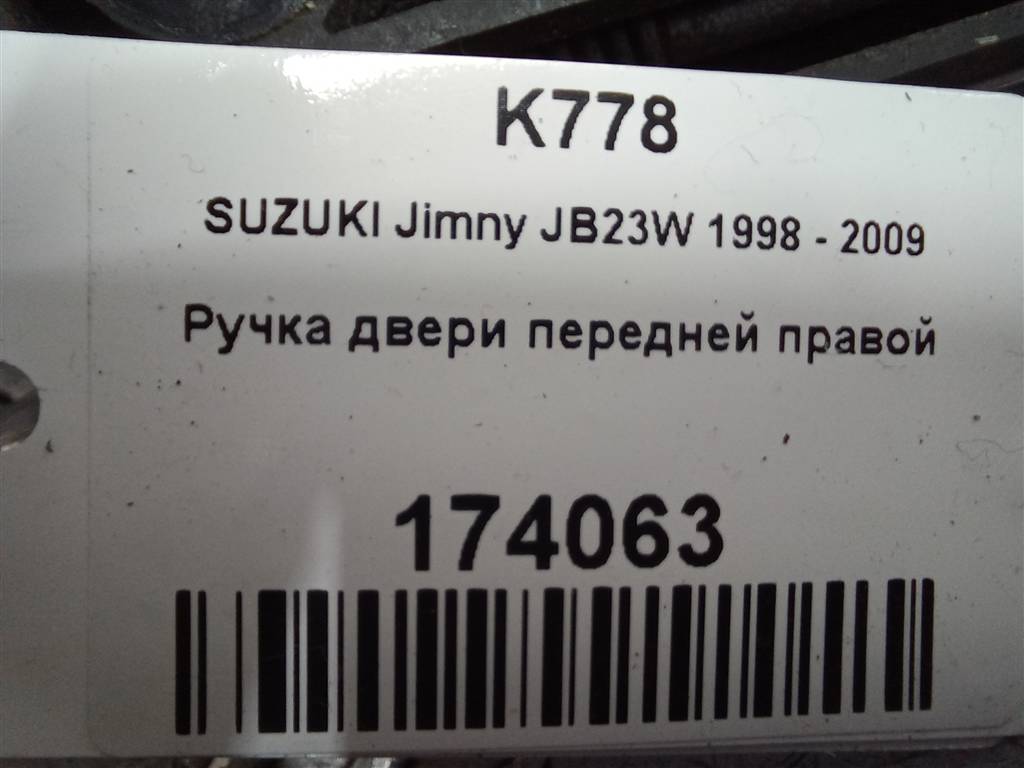 K778
SUZUKI Jimny JB23W 1998 - 2009
Ручка двери передней правой
174063